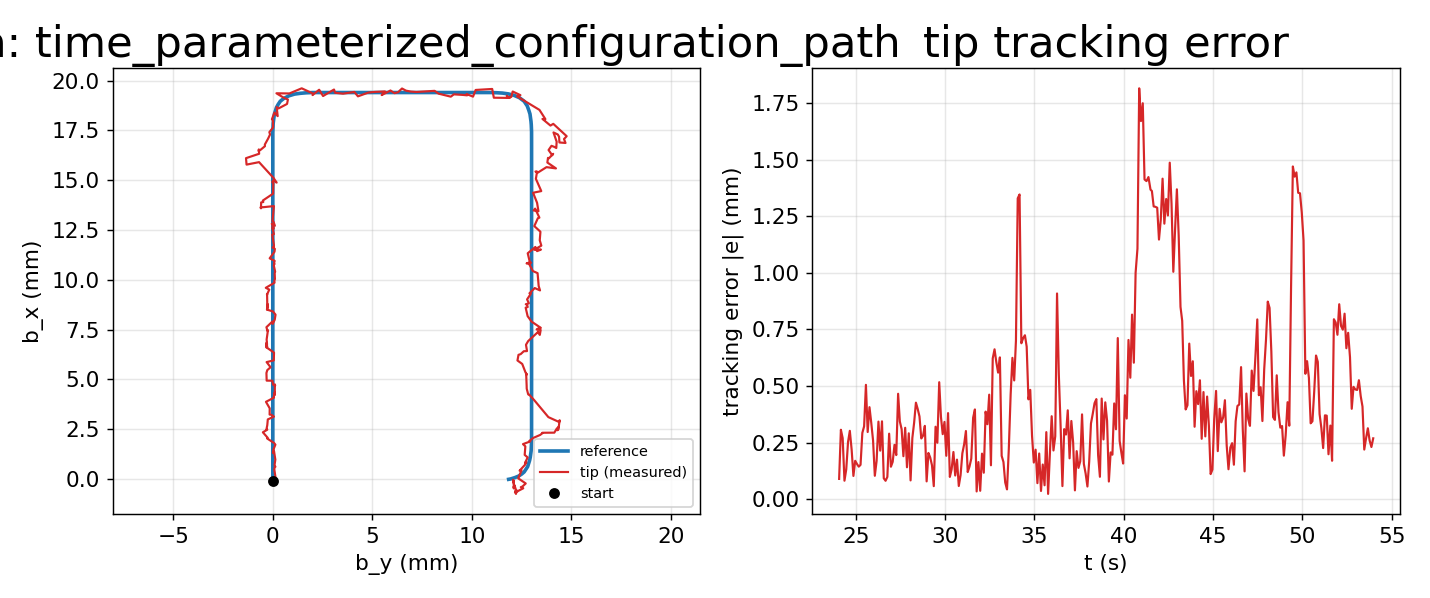 : time_parameterized_configuration_path tip tracking error
20.0
17.5
15.0
12.5
10.0
7.5
5.0
2.5
0.0
b_x (mm)
−5 0 5 10 15 20
b_y (mm)
reference
tip (measured)
start
1.75
1.50
1.25
1.00
0.75
0.50
0.25
0.00
tracking error |e| (mm)
25 30 35 40 45 50 55
t (s)